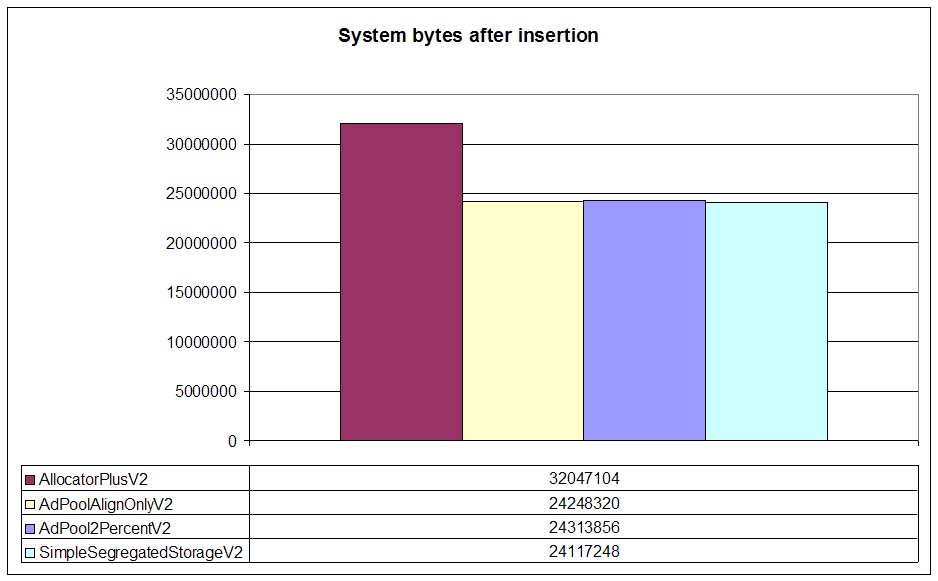 System bytes after insertion
35000000
30000000
25000000
20000000
15000000
10000000
5000000
0
AllocatorPlusV2 32047104
AdPoolAlignOnlyV2 24248320
AdPool2PercentV2 24313856
SimpleSegregatedStorageV2 24117248